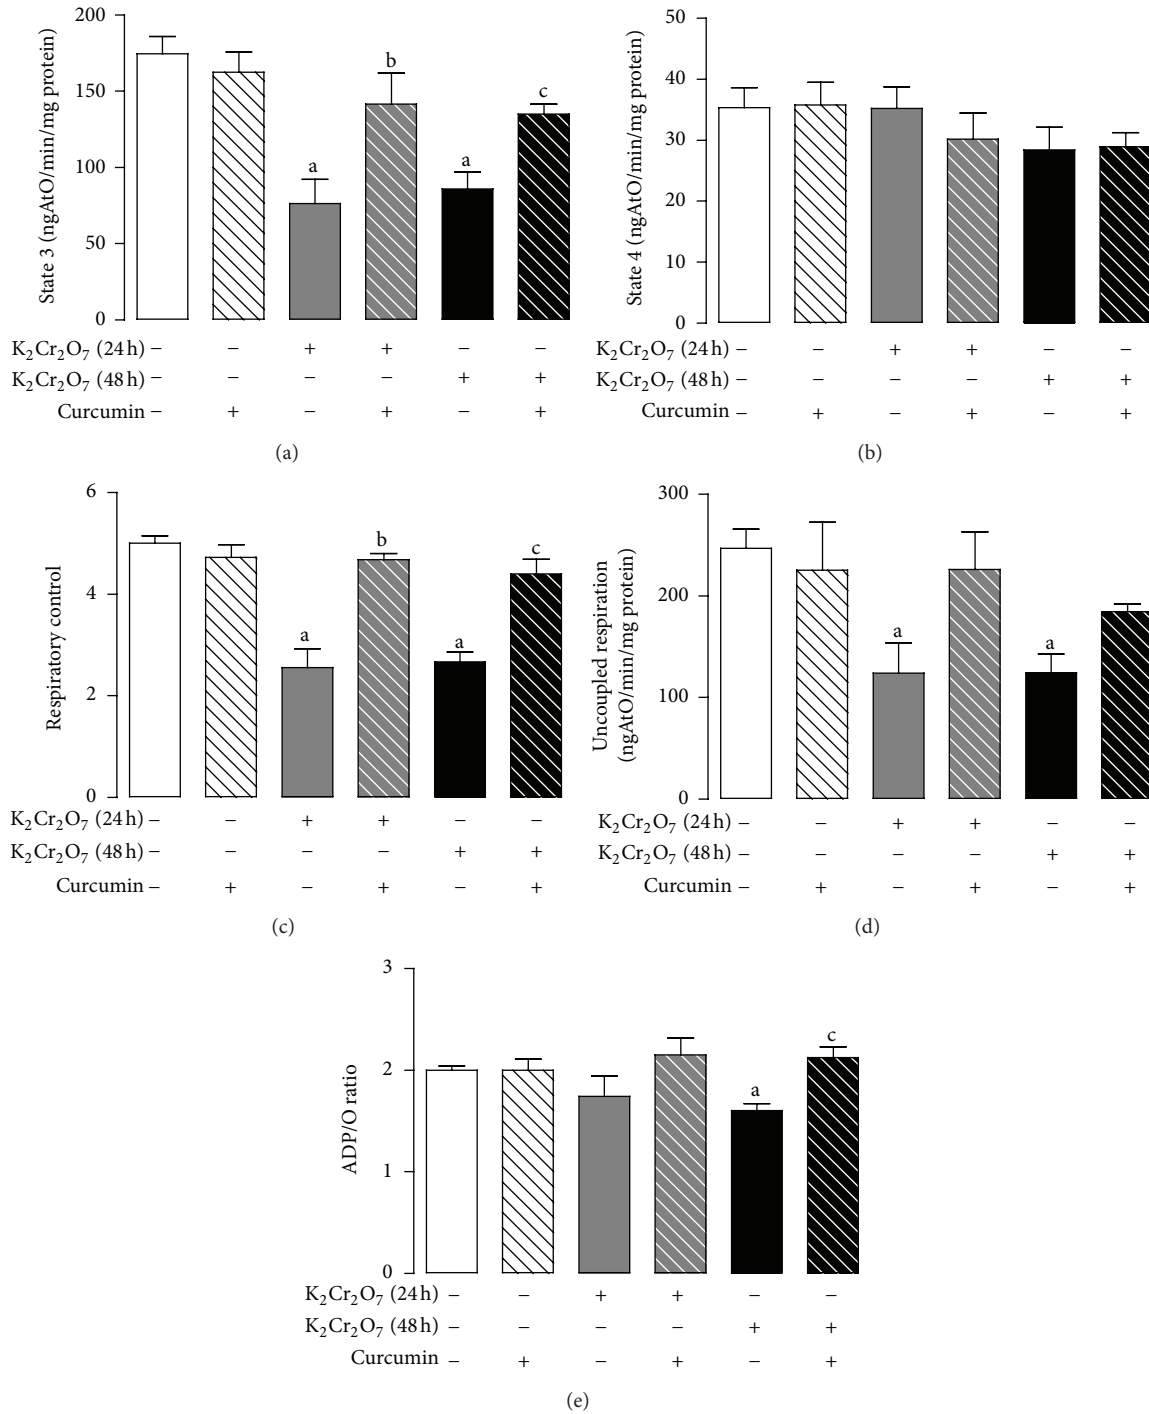 200
150
100
50
0
State 3 (ngAtO/min/mg protein)
a
b
a
c
K₂Cr₂O₇ (24 h) – – + + – –
K₂Cr₂O₇ (48 h) – – – – + +
Curcumin – + – + – +
(a)
50
40
30
20
10
0
State 4 (ngAtO/min/mg protein)
K₂Cr₂O₇ (24 h) – – + + – –
K₂Cr₂O₇ (48 h) – – – – + +
Curcumin – + – + – +
(b)
6
4
2
0
Respiratory control
a
b
a
c
K₂Cr₂O₇ (24 h) – – + + – –
K₂Cr₂O₇ (48 h) – – – – + +
Curcumin – + – + – +
(c)
300
200
100
0
Uncoupled respiration
(ngAtO/min/mg protein)
a
a
K₂Cr₂O₇ (24 h) – – + + – –
K₂Cr₂O₇ (48 h) – – – – + +
Curcumin – + – + – +
(d)
3
2
1
0
ADP/O ratio
a
c
K₂Cr₂O₇ (24 h) – – + + – –
K₂Cr₂O₇ (48 h) – – – – + +
Curcumin – + – + – +
(e)